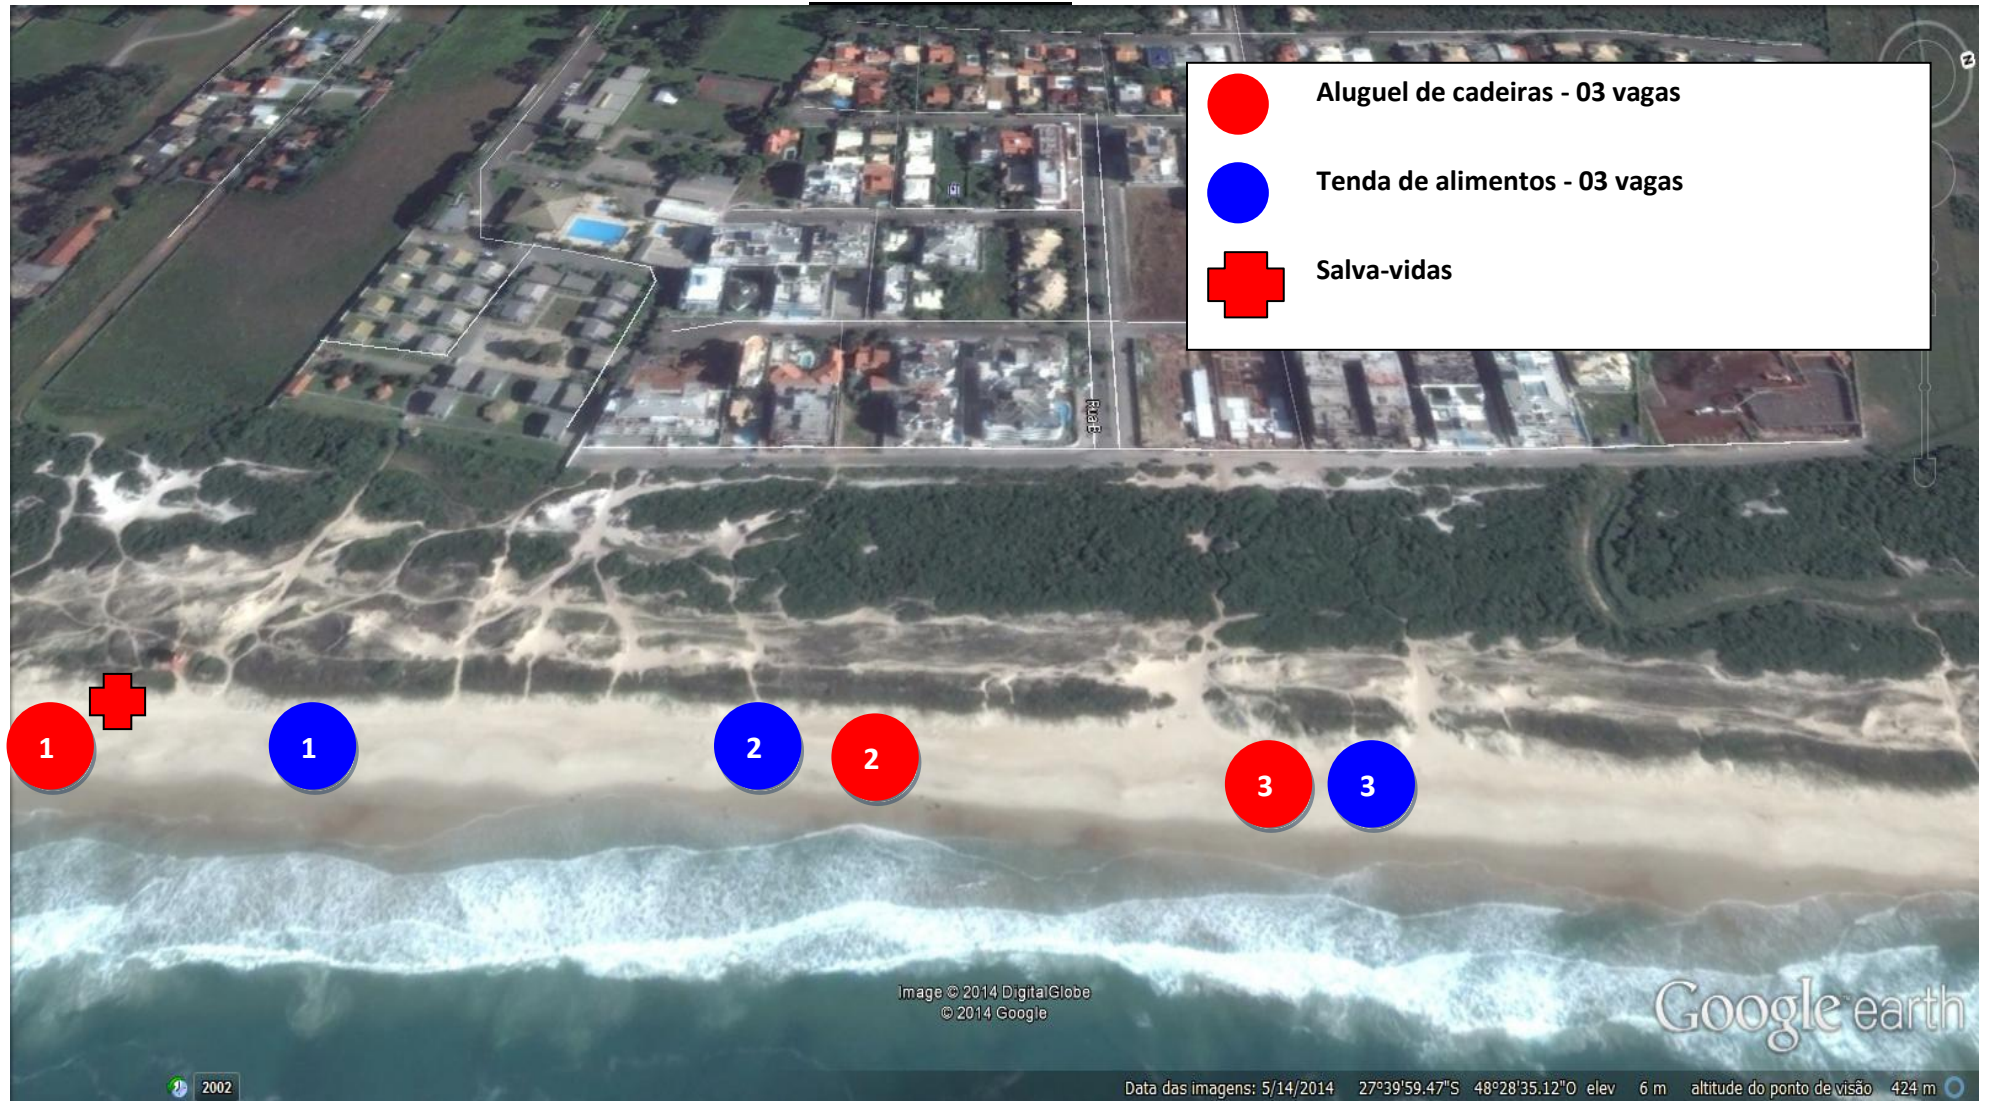 N
Aluguel de cadeiras - 03 vagas
Tenda de alimentos - 03 vagas
Salva-vidas
Rua E
1
1
2
2
3
3
Image © 2014 DigitalGlobe
© 2014 Google
Google earth
2002
Data das imagens: 5/14/2014 27°39'59.47"S 48°28'35.12"O elev 6 m altitude do ponto de visão 424 m